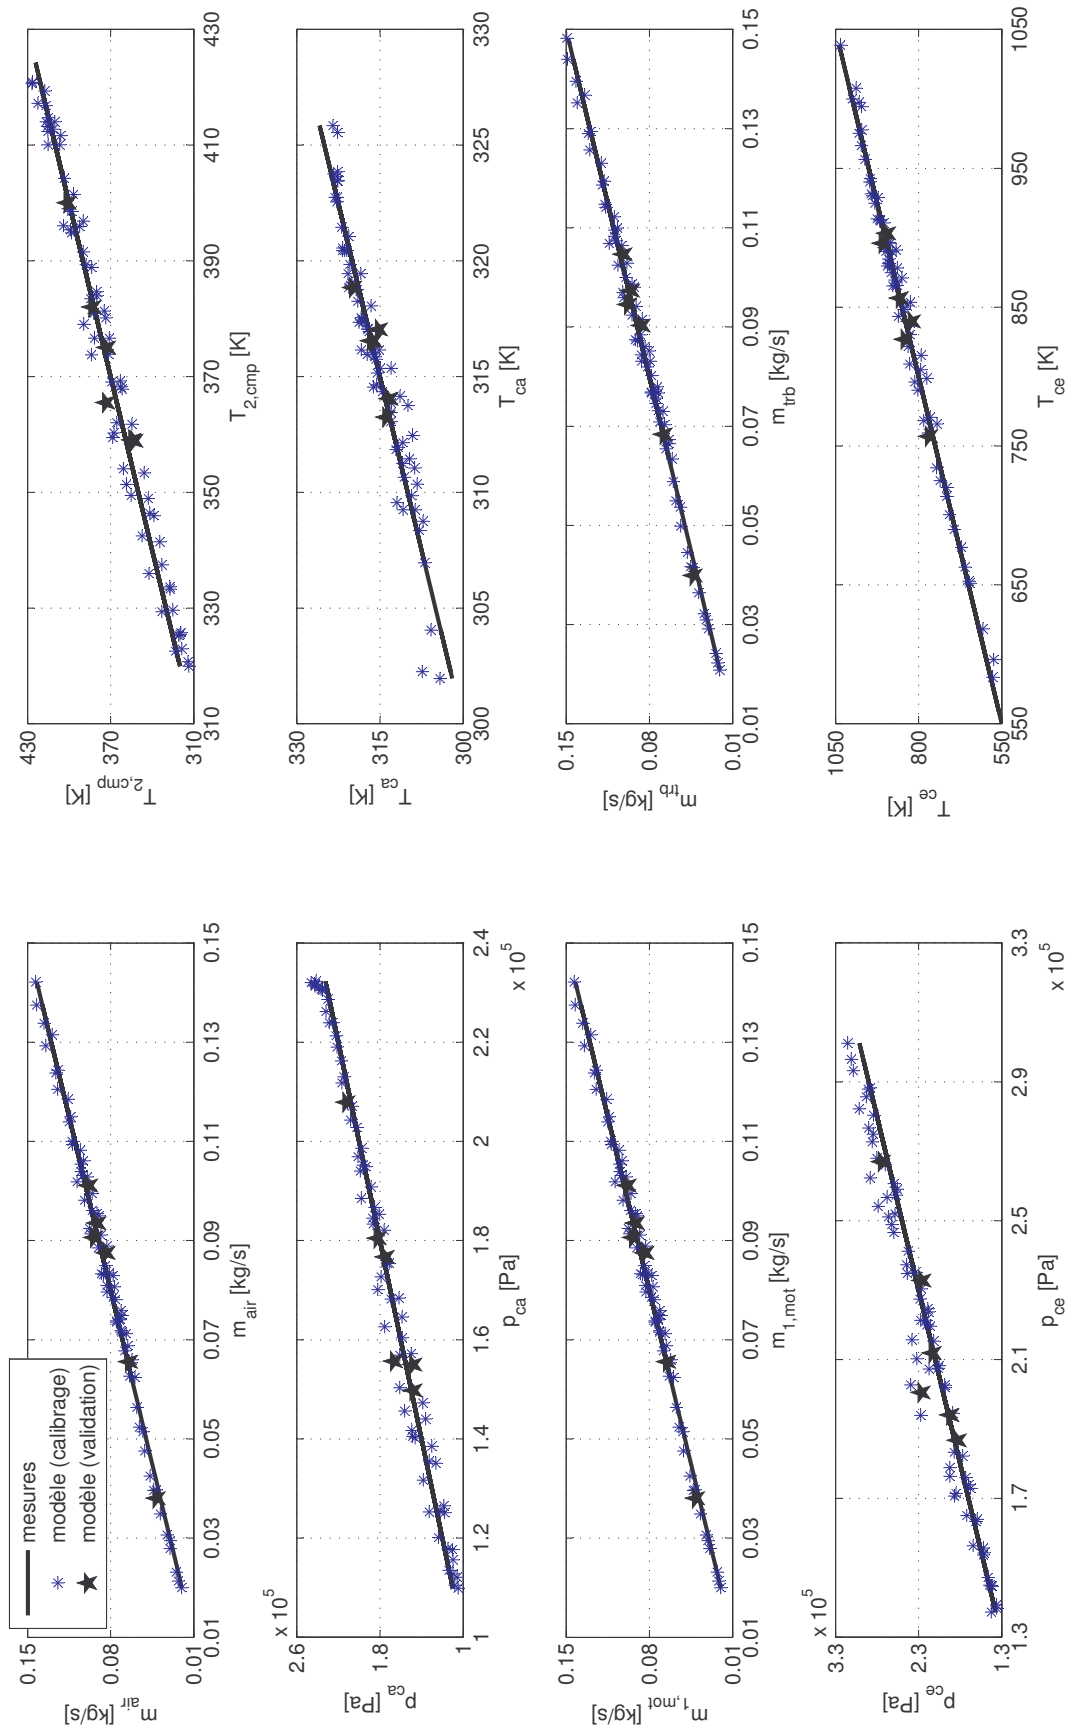 mesures
modèle (calibrage)
modèle (validation)
0.15
0.08
0.01
m_air [kg/s]
0.01 0.03 0.05 0.07 0.09 0.11 0.13 0.15
m_air [kg/s]
430
370
310
T_2,cmp [K]
310 330 350 370 390 410 430
T_2,cmp [K]
x 10^5
2.6
1.8
1
p_ca [Pa]
1 1.2 1.4 1.6 1.8 2 2.2 2.4
x 10^5
p_ca [Pa]
330
315
300
T_ca [K]
300 305 310 315 320 325 330
T_ca [K]
0.15
0.08
0.01
m_1,mot [kg/s]
0.01 0.03 0.05 0.07 0.09 0.11 0.13 0.15
m_1,mot [kg/s]
0.15
0.08
0.01
m_trb [kg/s]
0.01 0.03 0.05 0.07 0.09 0.11 0.13 0.15
m_trb [kg/s]
x 10^5
3.3
2.3
1.3
p_ce [Pa]
1.3 1.7 2.1 2.5 2.9 3.3
x 10^5
p_ce [Pa]
1050
800
550
T_ce [K]
550 650 750 850 950 1050
T_ce [K]